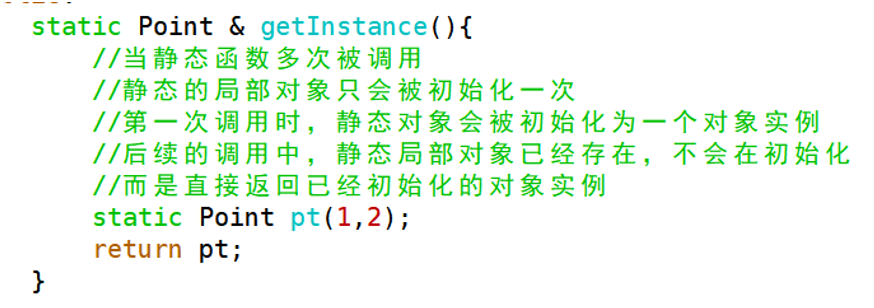 static Point & getInstance(){
//当静态函数多次被调用
//静态的局部对象只会被初始化一次
//第一次调用时，静态对象会被初始化为一个对象实例
//后续的调用中，静态局部对象已经存在，不会在初始化
//而是直接返回已经初始化的对象实例
static Point pt(1,2);
return pt;
}